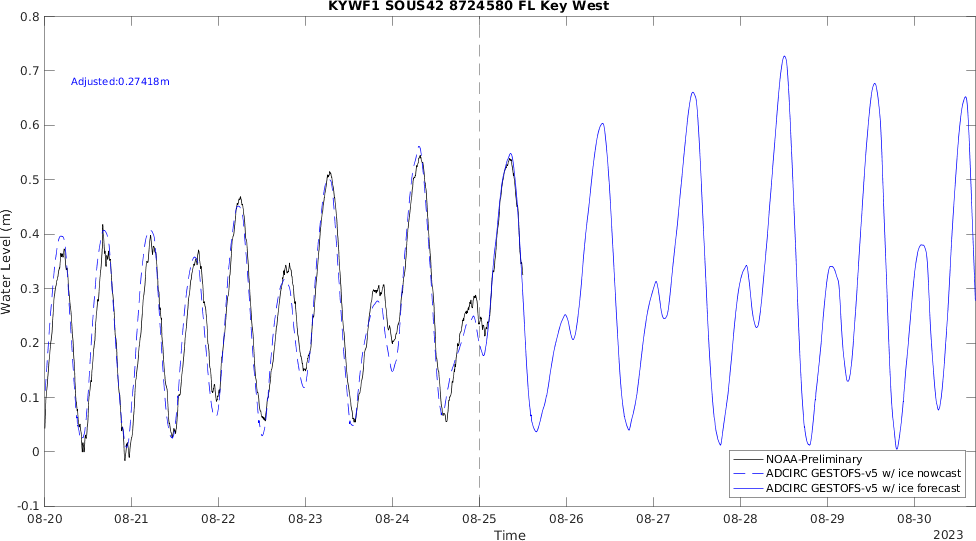 KYWF1 SOUS42 8724580 FL Key West
0.8
0.7
0.6
0.5
0.4
0.3
0.2
0.1
0
-0.1
Water Level (m)
Adjusted:0.27418m
NOAA-Preliminary
ADCIRC GESTOFS-v5 w/ ice nowcast
ADCIRC GESTOFS-v5 w/ ice forecast
08-20 08-21 08-22 08-23 08-24 08-25 08-26 08-27 08-28 08-29 08-30
Time
2023